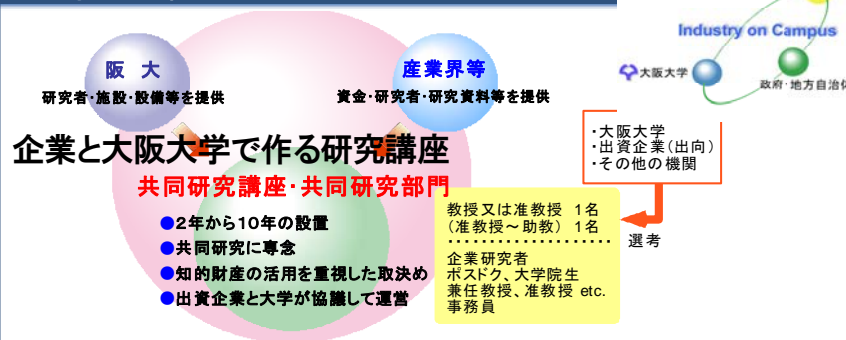 Industry on Campus
大阪大学
政府・地方自治体
阪 大
研究者・施設・設備等を提供
産業界等
資金・研究者・研究資料等を提供
・大阪大学
・出資企業(出向)
・その他の機関
企業と大阪大学で作る研究講座
共同研究講座・共同研究部門
●2年から10年の設置
●共同研究に専念
●知的財産の活用を重視した取決め
●出資企業と大学が協議して運営
教授又は准教授 1名
(准教授～助教) 1名
・・・・・・・・・・・・・・・・・・・・
企業研究者
ポスドク、大学院生
兼任教授、准教授 etc.
事務員
選考